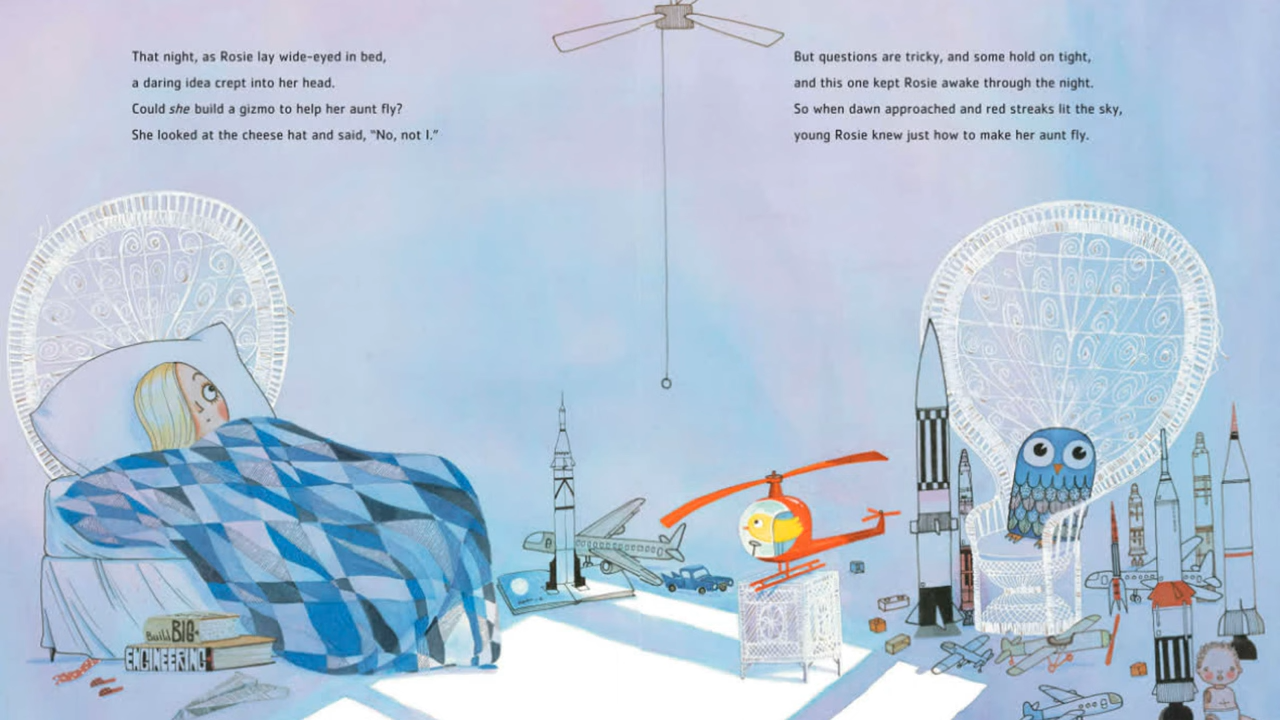 That night, as Rosie lay wide-eyed in bed,
a daring idea crept into her head.
Could she build a gizmo to help her aunt fly?
She looked at the cheese hat and said, “No, not I.”
But questions are tricky, and some hold on tight,
and this one kept Rosie awake through the night.
So when dawn approached and red streaks lit the sky,
young Rosie knew just how to make her aunt fly.
Build BIG
ENGINEERING